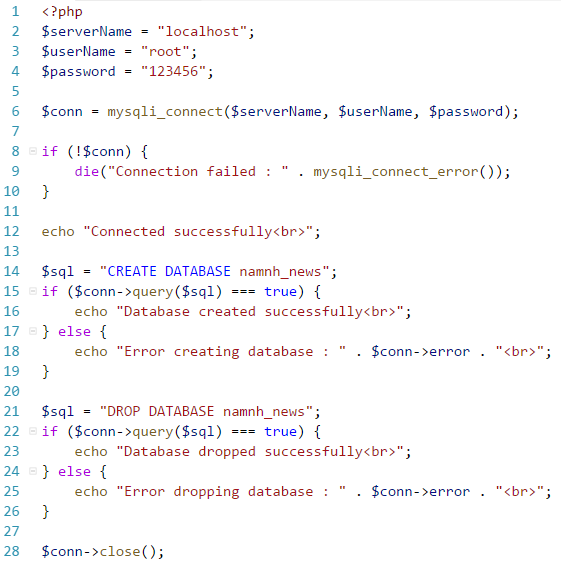 1 <?php
2 $serverName = "localhost";
3 $userName = "root";
4 $password = "123456";
5
6 $conn = mysqli_connect($serverName, $userName, $password);
7
8 if (!$conn) {
9     die("Connection failed : " . mysqli_connect_error());
10 }
11
12 echo "Connected successfully<br>";
13
14 $sql = "CREATE DATABASE namnh_news";
15 if ($conn->query($sql) === true) {
16     echo "Database created successfully<br>";
17 } else {
18     echo "Error creating database : " . $conn->error . "<br>";
19 }
20
21 $sql = "DROP DATABASE namnh_news";
22 if ($conn->query($sql) === true) {
23     echo "Database dropped successfully<br>";
24 } else {
25     echo "Error dropping database : " . $conn->error . "<br>";
26 }
27
28 $conn->close();